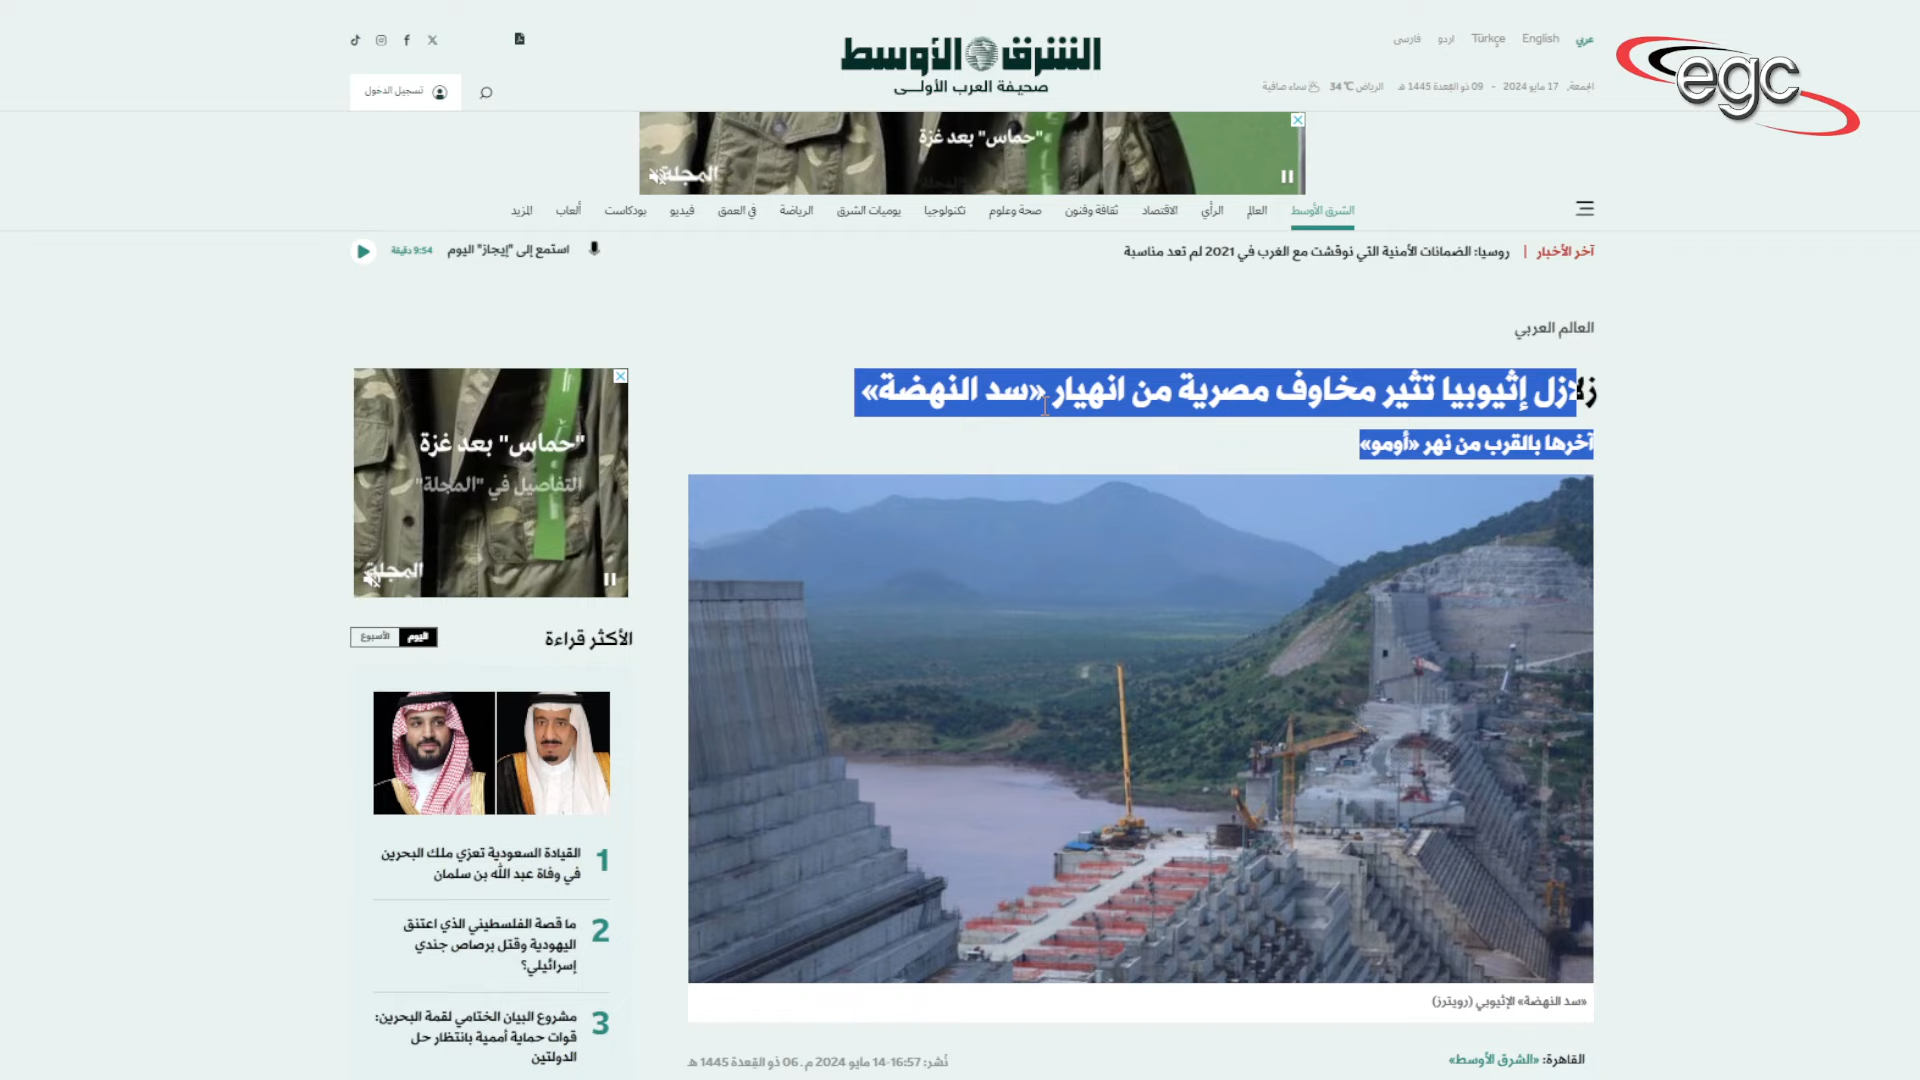 عربي English Türkçe اردو فارسى
الشرق الأوسط
صحيفة العرب الأولى
الجمعة, 17 مايو 2024 - 09 ذو القعدة 1445 هـ الرياض 34℃ سماء صافية
تسجيل الدخول
egc
"حماس" بعد غزة
المجلة
الشرق الأوسط العالم الرأي الاقتصاد ثقافة وفنون صحة وعلوم تكنولوجيا يوميات الشرق الرياضة في العمق فيديو بودكاست ألعاب المزيد
آخر الأخبار | روسيا: الضمانات الأمنية التي نوقشت مع الغرب في 2021 لم تعد مناسبة
استمع إلى "إيجاز" اليوم 9:54 دقيقة
العالم العربي
زلازل إثيوبيا تثير مخاوف مصرية من انهيار «سد النهضة»
آخرها بالقرب من نهر «أومو»
«سد النهضة» الإثيوبي (رويترز)
القاهرة: «الشرق الأوسط»
نُشر: 16:57-14 مايو 2024 م ـ 06 ذو القعدة 1445 هـ
"حماس" بعد غزة
التفاصيل في "المجلة"
المجلة
الأكثر قراءة
اليوم الأسبوع
1 القيادة السعودية تعزي ملك البحرين
في وفاة عبد الله بن سلمان
2 ما قصة الفلسطيني الذي اعتنق
اليهودية وقتل برصاص جندي
إسرائيلي؟
3 مشروع البيان الختامي لقمة البحرين:
قوات حماية أممية بانتظار حل
الدولتين